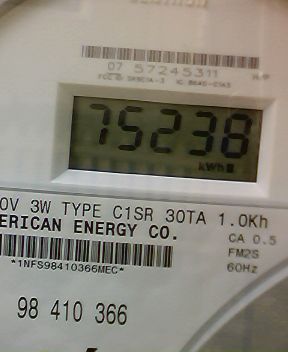 07 57245311
75238
kWh
0V 3W TYPE C1SR 30TA 1.0Kh
ERICAN ENERGY CO.
CA 0.5
FM2S
60Hz
*1NFS98410366MEC*
98 410 366